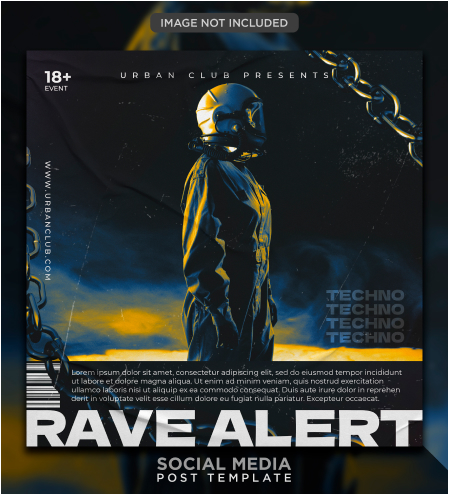 IMAGE NOT INCLUDED
18+
EVENT
URBAN CLUB PRESENTS
WWW.URBANCLUB.COM
TECHNO
TECHNO
TECHNO
TECHNO
Lorem ipsum dolor sit amet, consectetur adipiscing elit, sed do eiusmod tempor incididunt
ut labore et dolore magna aliqua. Ut enim ad minim veniam, quis nostrud exercitation
ullamco laboris nisi ut aliquip ex ea commodo consequat. Duis aute irure dolor in reprehen
derit in voluptate velit esse cillum dolore eu fugiat nulla pariatur. Excepteur occaecat.
RAVE ALERT
SOCIAL MEDIA
POST TEMPLATE